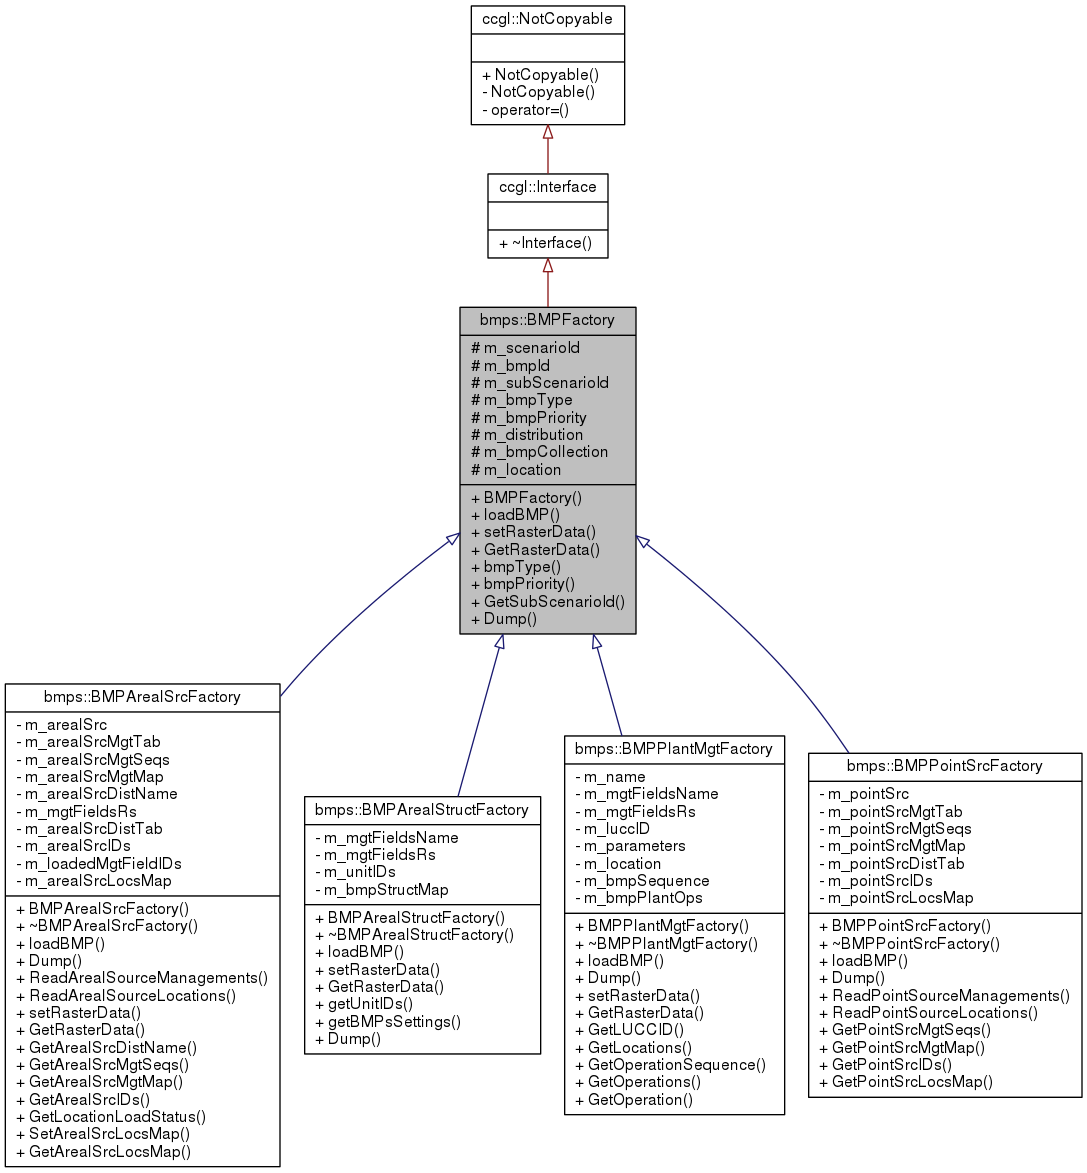 ccgl::NotCopyable
+ NotCopyable()
- NotCopyable()
- operator=()
ccgl::Interface
+ ~Interface()
bmps::BMPFactory
# m_scenarioId
# m_bmpId
# m_subScenarioId
# m_bmpType
# m_bmpPriority
# m_distribution
# m_bmpCollection
# m_location
+ BMPFactory()
+ loadBMP()
+ setRasterData()
+ GetRasterData()
+ bmpType()
+ bmpPriority()
+ GetSubScenarioId()
+ Dump()
bmps::BMPArealSrcFactory
- m_arealSrc
- m_arealSrcMgtTab
- m_arealSrcMgtSeqs
- m_arealSrcMgtMap
- m_arealSrcDistName
- m_mgtFieldsRs
- m_arealSrcDistTab
- m_arealSrcIDs
- m_loadedMgtFieldIDs
- m_arealSrcLocsMap
+ BMPArealSrcFactory()
+ ~BMPArealSrcFactory()
+ loadBMP()
+ Dump()
+ ReadArealSourceManagements()
+ ReadArealSourceLocations()
+ setRasterData()
+ GetRasterData()
+ GetArealSrcDistName()
+ GetArealSrcMgtSeqs()
+ GetArealSrcMgtMap()
+ GetArealSrcIDs()
+ GetLocationLoadStatus()
+ SetArealSrcLocsMap()
+ GetArealSrcLocsMap()
bmps::BMPArealStructFactory
- m_mgtFieldsName
- m_mgtFieldsRs
- m_unitIDs
- m_bmpStructMap
+ BMPArealStructFactory()
+ ~BMPArealStructFactory()
+ loadBMP()
+ setRasterData()
+ GetRasterData()
+ getUnitIDs()
+ getBMPsSettings()
+ Dump()
bmps::BMPPlantMgtFactory
- m_name
- m_mgtFieldsName
- m_mgtFieldsRs
- m_luccID
- m_parameters
- m_location
- m_bmpSequence
- m_bmpPlantOps
+ BMPPlantMgtFactory()
+ ~BMPPlantMgtFactory()
+ loadBMP()
+ Dump()
+ setRasterData()
+ GetRasterData()
+ GetLUCCID()
+ GetLocations()
+ GetOperationSequence()
+ GetOperations()
+ GetOperation()
bmps::BMPPointSrcFactory
- m_pointSrc
- m_pointSrcMgtTab
- m_pointSrcMgtSeqs
- m_pointSrcMgtMap
- m_pointSrcDistTab
- m_pointSrcIDs
- m_pointSrcLocsMap
+ BMPPointSrcFactory()
+ ~BMPPointSrcFactory()
+ loadBMP()
+ Dump()
+ ReadPointSourceManagements()
+ ReadPointSourceLocations()
+ GetPointSrcMgtSeqs()
+ GetPointSrcMgtMap()
+ GetPointSrcIDs()
+ GetPointSrcLocsMap()